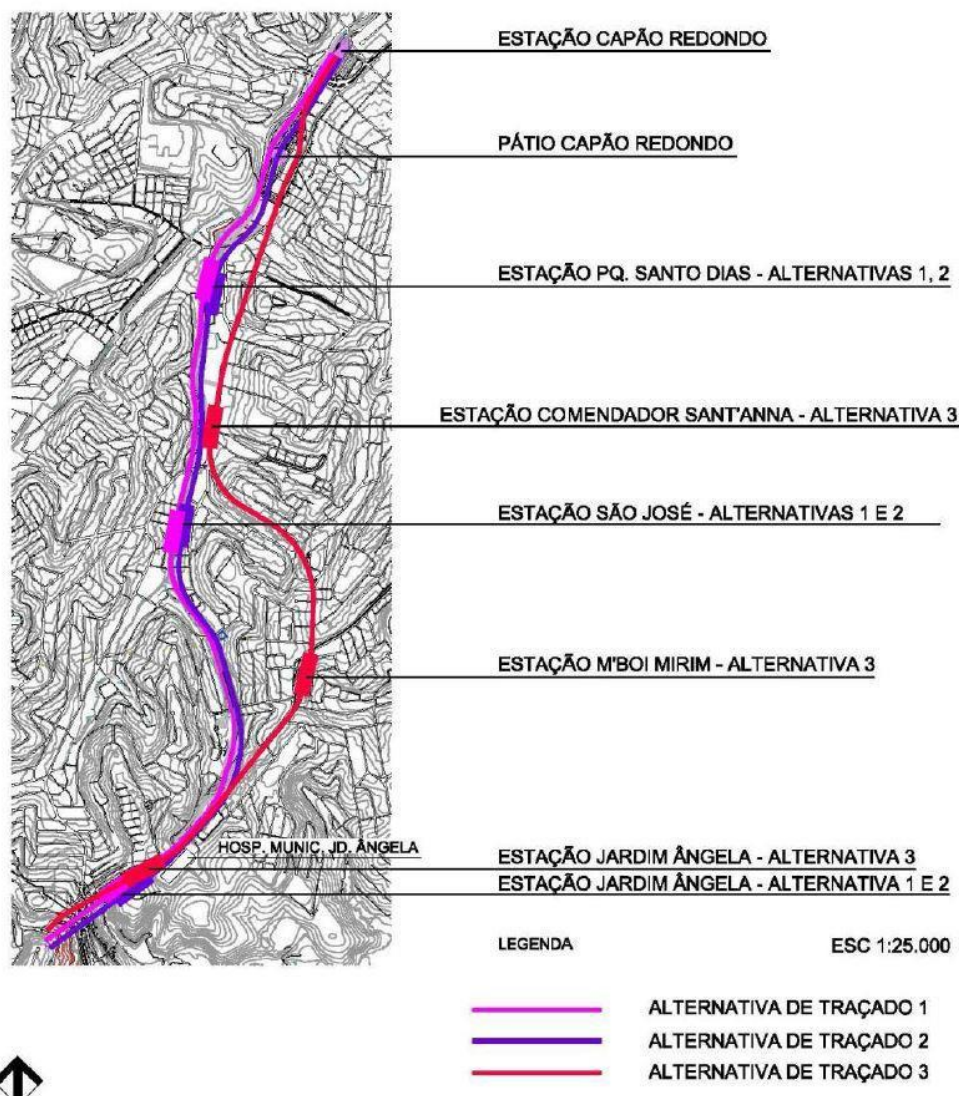 ESTAÇÃO CAPÃO REDONDO
PÁTIO CAPÃO REDONDO
ESTAÇÃO PQ. SANTO DIAS - ALTERNATIVAS 1, 2
ESTAÇÃO COMENDADOR SANT'ANNA - ALTERNATIVA 3
ESTAÇÃO SÃO JOSÉ - ALTERNATIVAS 1 E 2
ESTAÇÃO M'BOI MIRIM - ALTERNATIVA 3
HOSP. MUNIC. JD. ÂNGELA
ESTAÇÃO JARDIM ÂNGELA - ALTERNATIVA 3
ESTAÇÃO JARDIM ÂNGELA - ALTERNATIVA 1 E 2
LEGENDA
ESC 1:25.000
ALTERNATIVA DE TRAÇADO 1
ALTERNATIVA DE TRAÇADO 2
ALTERNATIVA DE TRAÇADO 3